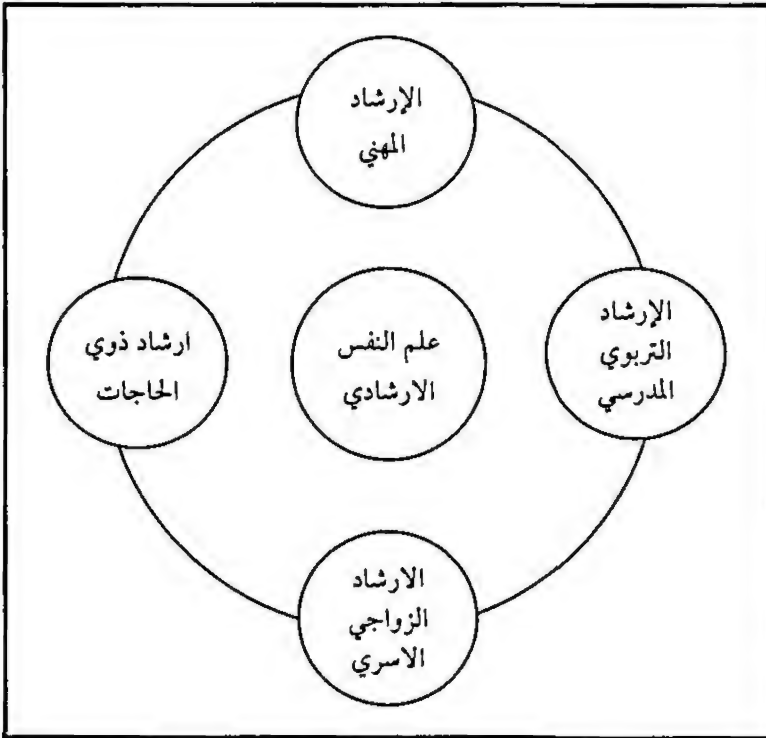 الإرشاد
المهني
الإرشاد
التربوي
المدرسي
علم النفس
الارشادي
ارشاد ذوي
الحاجات
الارشاد
الزواجي
الاسري